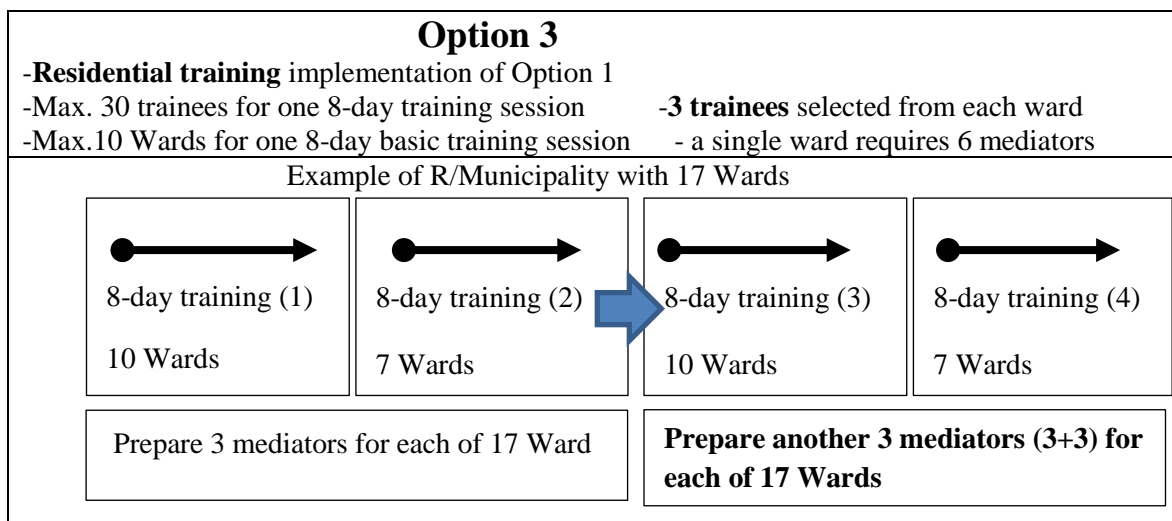 Option 3
-Residential training implementation of Option 1
-Max. 30 trainees for one 8-day training session -3 trainees selected from each ward
-Max.10 Wards for one 8-day basic training session - a single ward requires 6 mediators
Example of R/Municipality with 17 Wards
8-day training (1)
10 Wards
8-day training (2)
7 Wards
8-day training (3)
10 Wards
8-day training (4)
7 Wards
Prepare 3 mediators for each of 17 Ward
Prepare another 3 mediators (3+3) for
each of 17 Wards